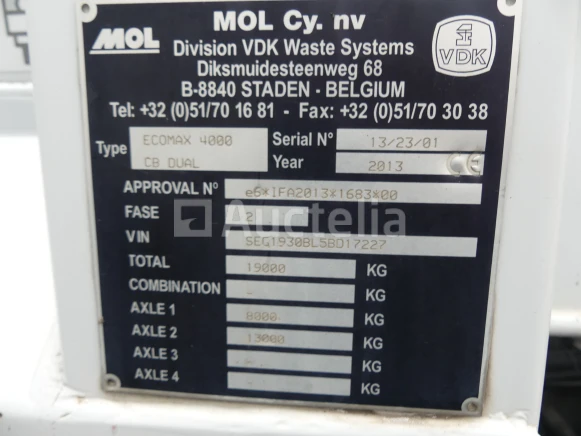 MOL
MOL Cy. nv
Division VDK Waste Systems
Diksmuidesteenweg 68
B-8840 STADEN - BELGIUM
VDK
Tel: +32 (0)51/70 16 81 - Fax: +32 (0)51/70 30 38
Type ECOMAX 4000 Serial N° 13/23/01
CB DUAL Year 2013 CE
APPROVAL N° e6*1FA2013*1683*00
FASE 2
Auctelia
VIN
TOTAL 19000 KG
COMBINATION - KG
AXLE 1 8000 KG
AXLE 2 13000 KG
AXLE 3 - KG
AXLE 4 - KG